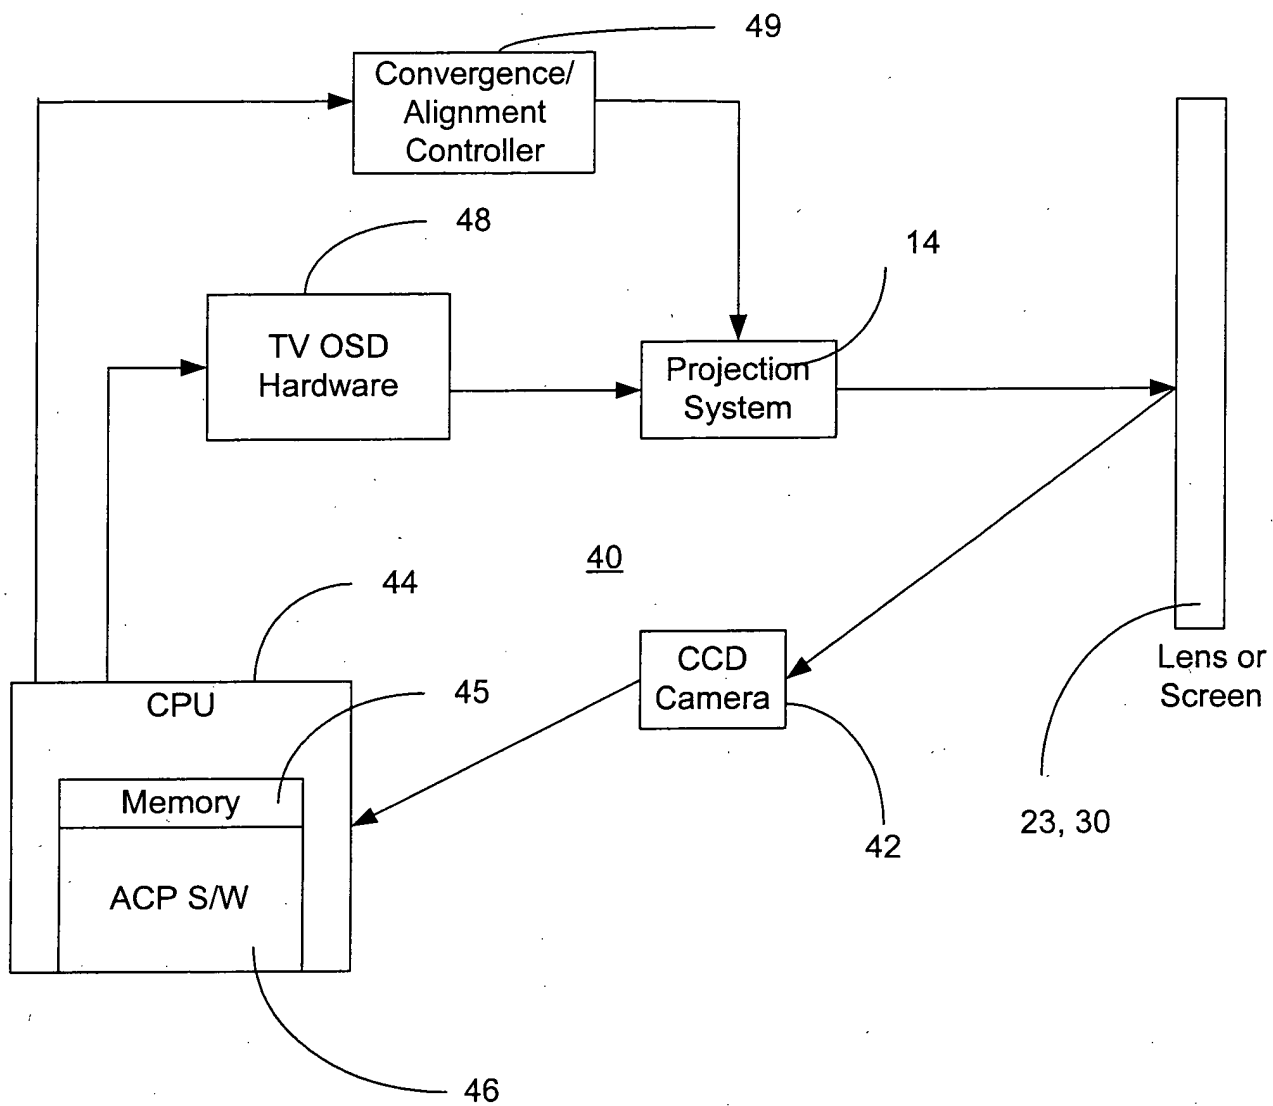 49
Convergence/
Alignment
Controller
48
14
TV OSD
Hardware
Projection
System
40
44
CCD
Camera
Lens or
Screen
45
CPU
Memory
23, 30
42
ACP S/W
46